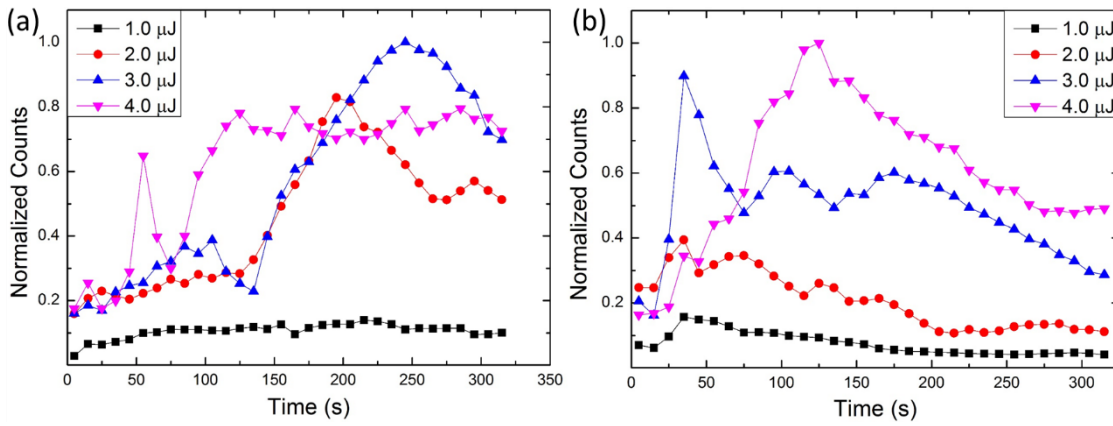 (a)
1.0 μJ
2.0 μJ
3.0 μJ
4.0 μJ
1.0
0.8
0.6
0.4
0.2
Normalized Counts
0 50 100 150 200 250 300 350
Time (s)
(b)
1.0 μJ
2.0 μJ
3.0 μJ
4.0 μJ
1.0
0.8
0.6
0.4
0.2
Normalized Counts
0 50 100 150 200 250 300
Time (s)